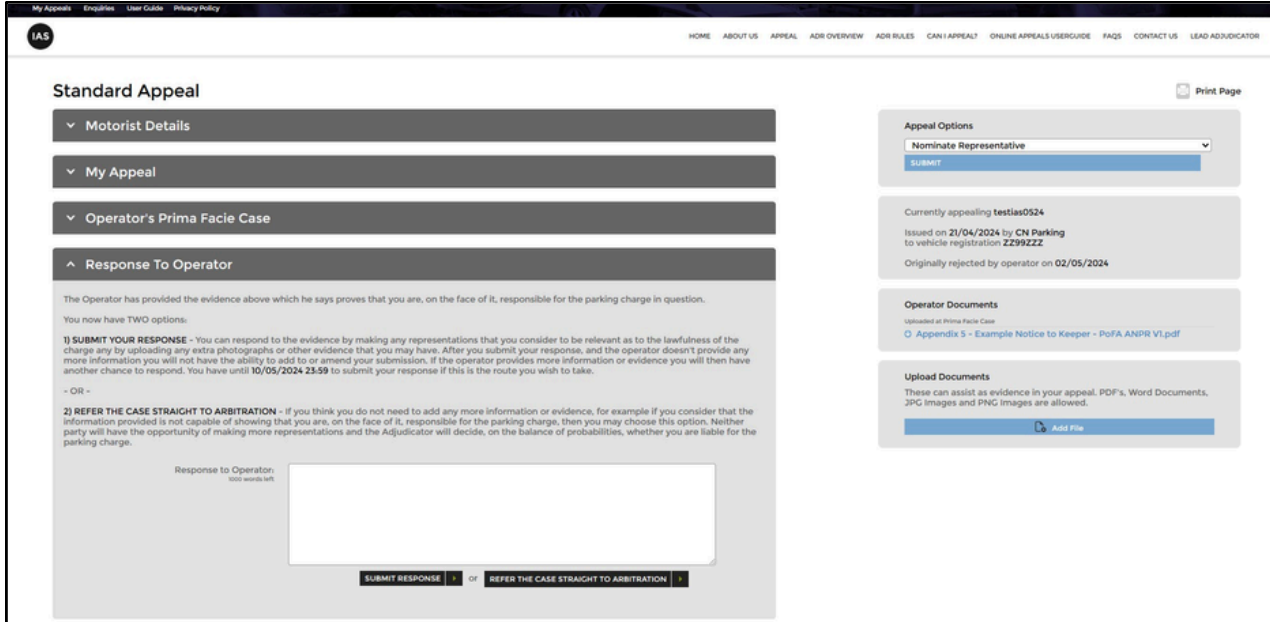 My Appeals Enquiries User Guide Privacy Policy
IAS
HOME ABOUT US APPEAL ADR OVERVIEW ADR RULES CAN I APPEAL? ONLINE APPEALS USERGUIDE FAQS CONTACT US LEAD ADJUDICATOR
Standard Appeal
Print Page
Motorist Details
My Appeal
Operator's Prima Facie Case
Response To Operator
The Operator has provided the evidence above which he says proves that you are, on the face of it, responsible for the parking charge in question.
You now have TWO options:
1) SUBMIT YOUR RESPONSE - You can respond to the evidence by making any representations that you consider to be relevant as to the lawfulness of the
charge any by uploading any extra photographs or other evidence that you may have. After you submit your response, and the operator doesn't provide any
more information you will not have the ability to add to or amend your submission. If the operator provides more information or evidence you will then have
another chance to respond. You have until 10/05/2024 23:59 to submit your response if this is the route you wish to take.
- OR -
2) REFER THE CASE STRAIGHT TO ARBITRATION - If you think you do not need to add any more information or evidence, for example if you consider that the
information provided is not capable of showing that you are, on the face of it, responsible for the parking charge, then you may choose this option. Neither
party will have the opportunity of making more representations and the Adjudicator will decide, on the balance of probabilities, whether you are liable for the
parking charge.
Response to Operator:
1000 words left
SUBMIT RESPONSE or REFER THE CASE STRAIGHT TO ARBITRATION
Appeal Options
Nominate Representative
SUBMIT
Currently appealing testias0524
Issued on 21/04/2024 by CN Parking
to vehicle registration ZZ99ZZZ
Originally rejected by operator on 02/05/2024
Operator Documents
Uploaded at Prima Facie Case
Appendix 5 - Example Notice to Keeper - PoFA ANPR V1.pdf
Upload Documents
These can assist as evidence in your appeal. PDF's, Word Documents,
JPG Images and PNG Images are allowed.
Add File